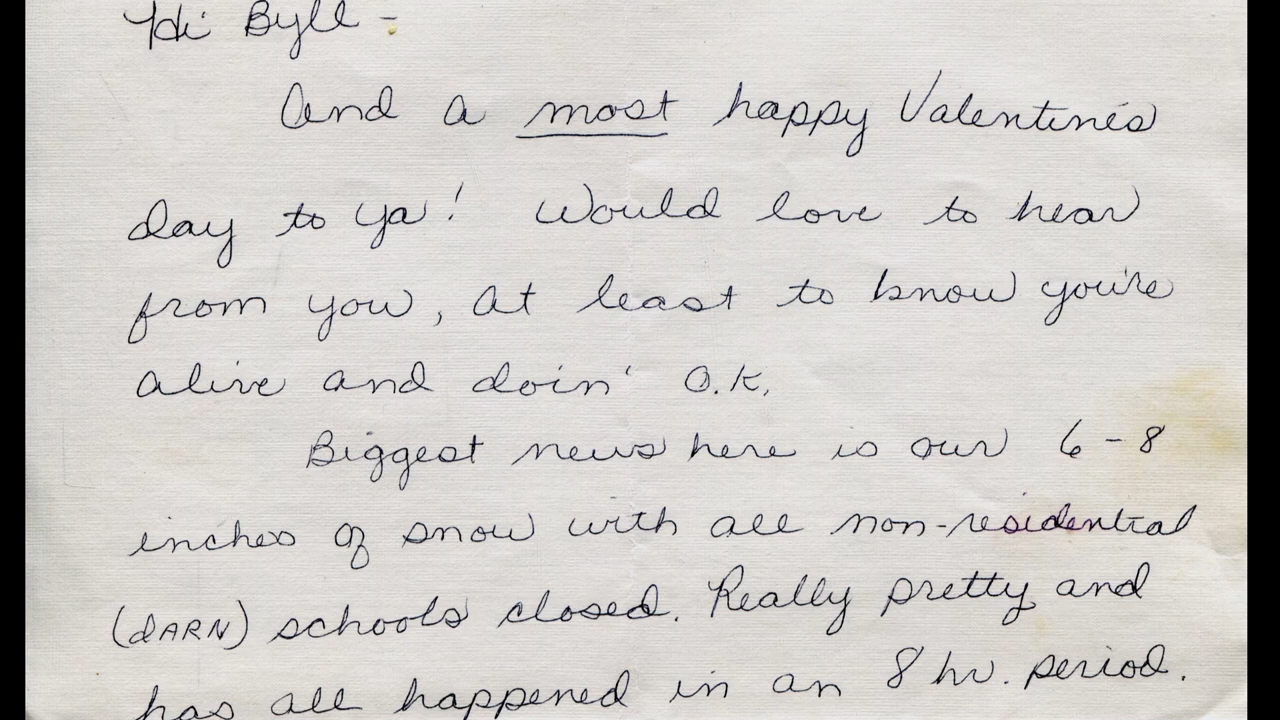 Hi Byll -
And a most happy Valentine's
day to ya! Would love to hear
from you, at least to know you're
alive and doin' O.K.
Biggest news here is our 6-8
inches of snow with all non-residential
(dARN) schools closed. Really pretty and
has all happened in an 8 hr. period.